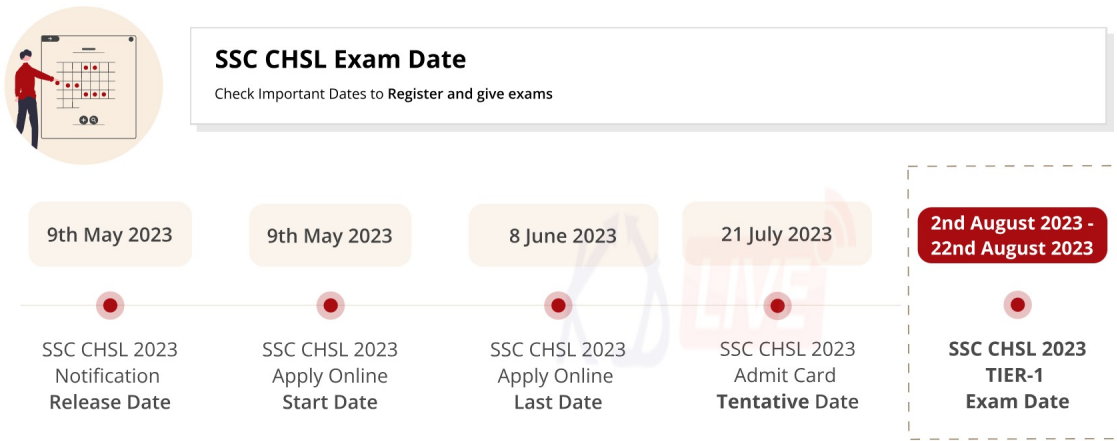 SSC CHSL Exam Date
Check Important Dates to Register and give exams
9th May 2023
9th May 2023
8 June 2023
21 July 2023
2nd August 2023 -
22nd August 2023
LIVE
SSC CHSL 2023
Notification
Release Date
SSC CHSL 2023
Apply Online
Start Date
SSC CHSL 2023
Apply Online
Last Date
SSC CHSL 2023
Admit Card
Tentative Date
SSC CHSL 2023
TIER-1
Exam Date